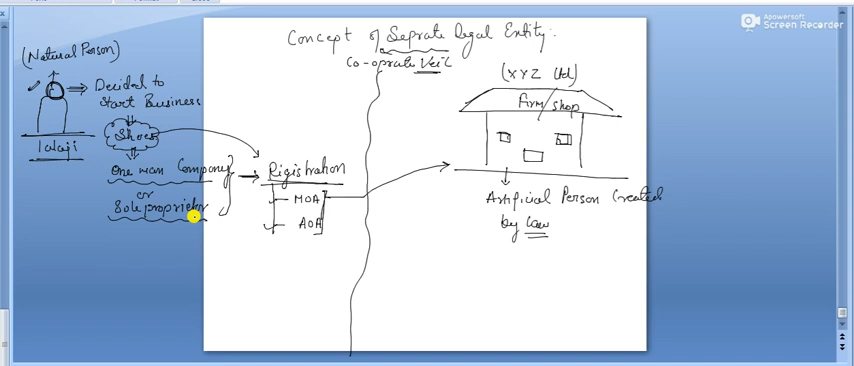 Apowersoft
SCREEN RECORDER
Concept of Seprate Legal Entity:
Co-oprate Veil
(Natural Person)
lalaji
Decided to
Start Business
Shoes
One man Company
or
Sole proprietor
Rigistration
MOA
AOA
(XYZ Ltd)
Firm/Shop
Artificial Person Created
by law